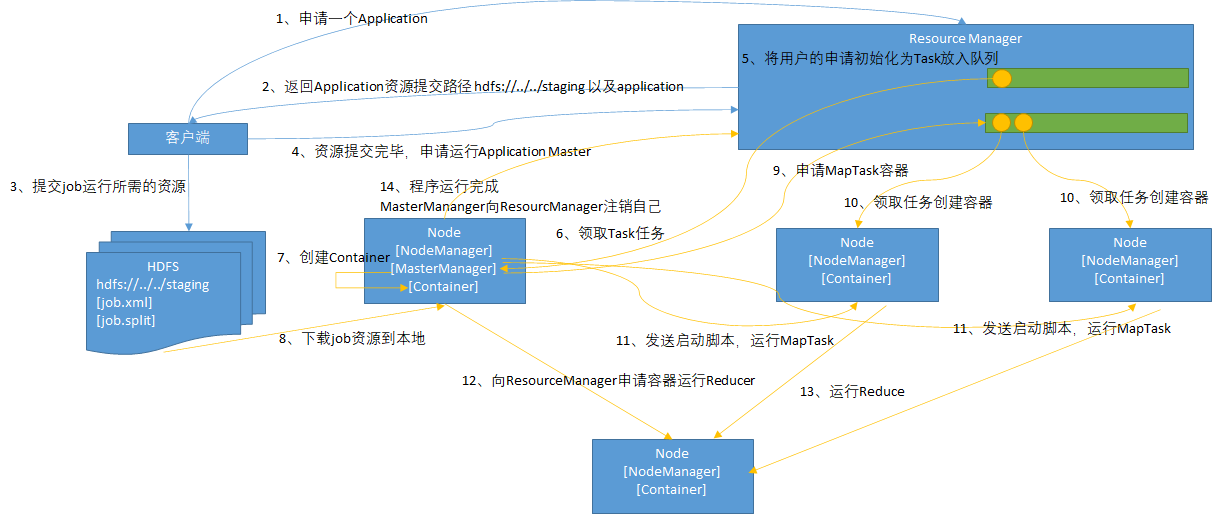 1、申请一个Application
Resource Manager
5、将用户的申请初始化为Task放入队列
2、返回Application资源提交路径 hdfs://../../staging 以及application
客户端
4、资源提交完毕，申请运行Application Master
3、提交job运行所需的资源
14、程序运行完成
MasterMananger向ResourcManager注销自己
9、申请MapTask容器
10、领取任务创建容器
10、领取任务创建容器
6、领取Task任务
7、创建Container
Node
[NodeManager]
[MasterManager]
[Container]
Node
[NodeManager]
[Container]
Node
[NodeManager]
[Container]
HDFS
hdfs://../../staging
[job.xml]
[job.split]
8、下载job资源到本地
11、发送启动脚本，运行MapTask
11、发送启动脚本，运行MapTask
12、向ResourceManager申请容器运行Reducer
13、运行Reduce
Node
[NodeManager]
[Container]